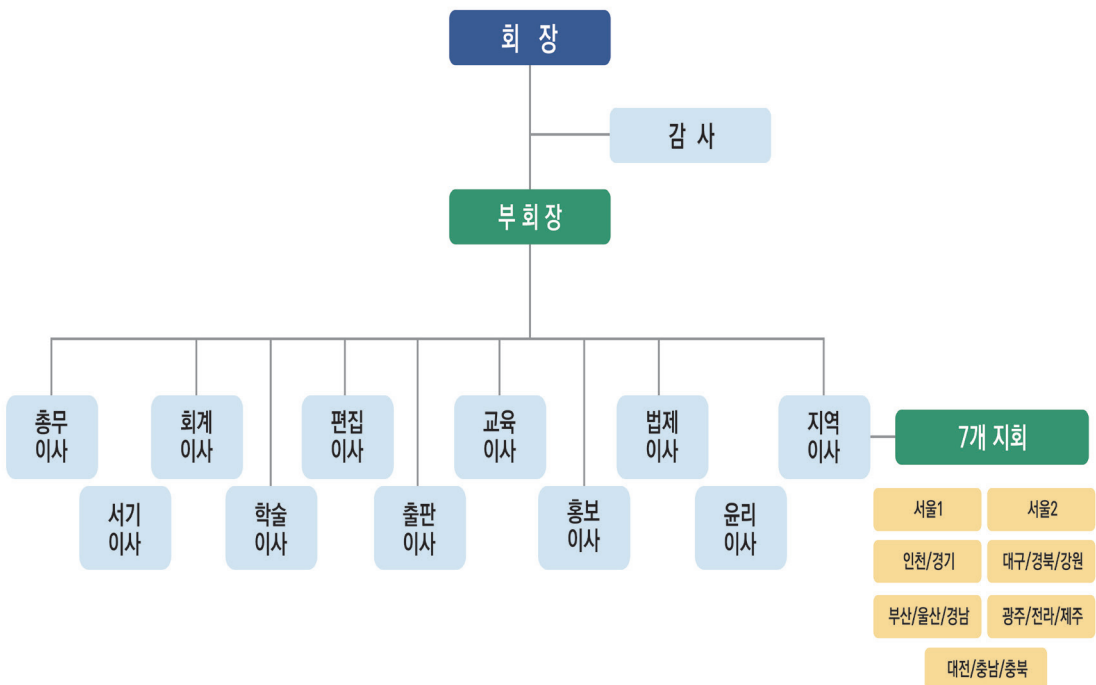 회 장
감 사
부 회 장
총무
이사
회계
이사
편집
이사
교육
이사
법제
이사
지역
이사
7개 지회
서기
이사
학술
이사
출판
이사
홍보
이사
윤리
이사
서울1
서울2
인천/경기
대구/경북/강원
부산/울산/경남
광주/전라/제주
대전/충남/충북